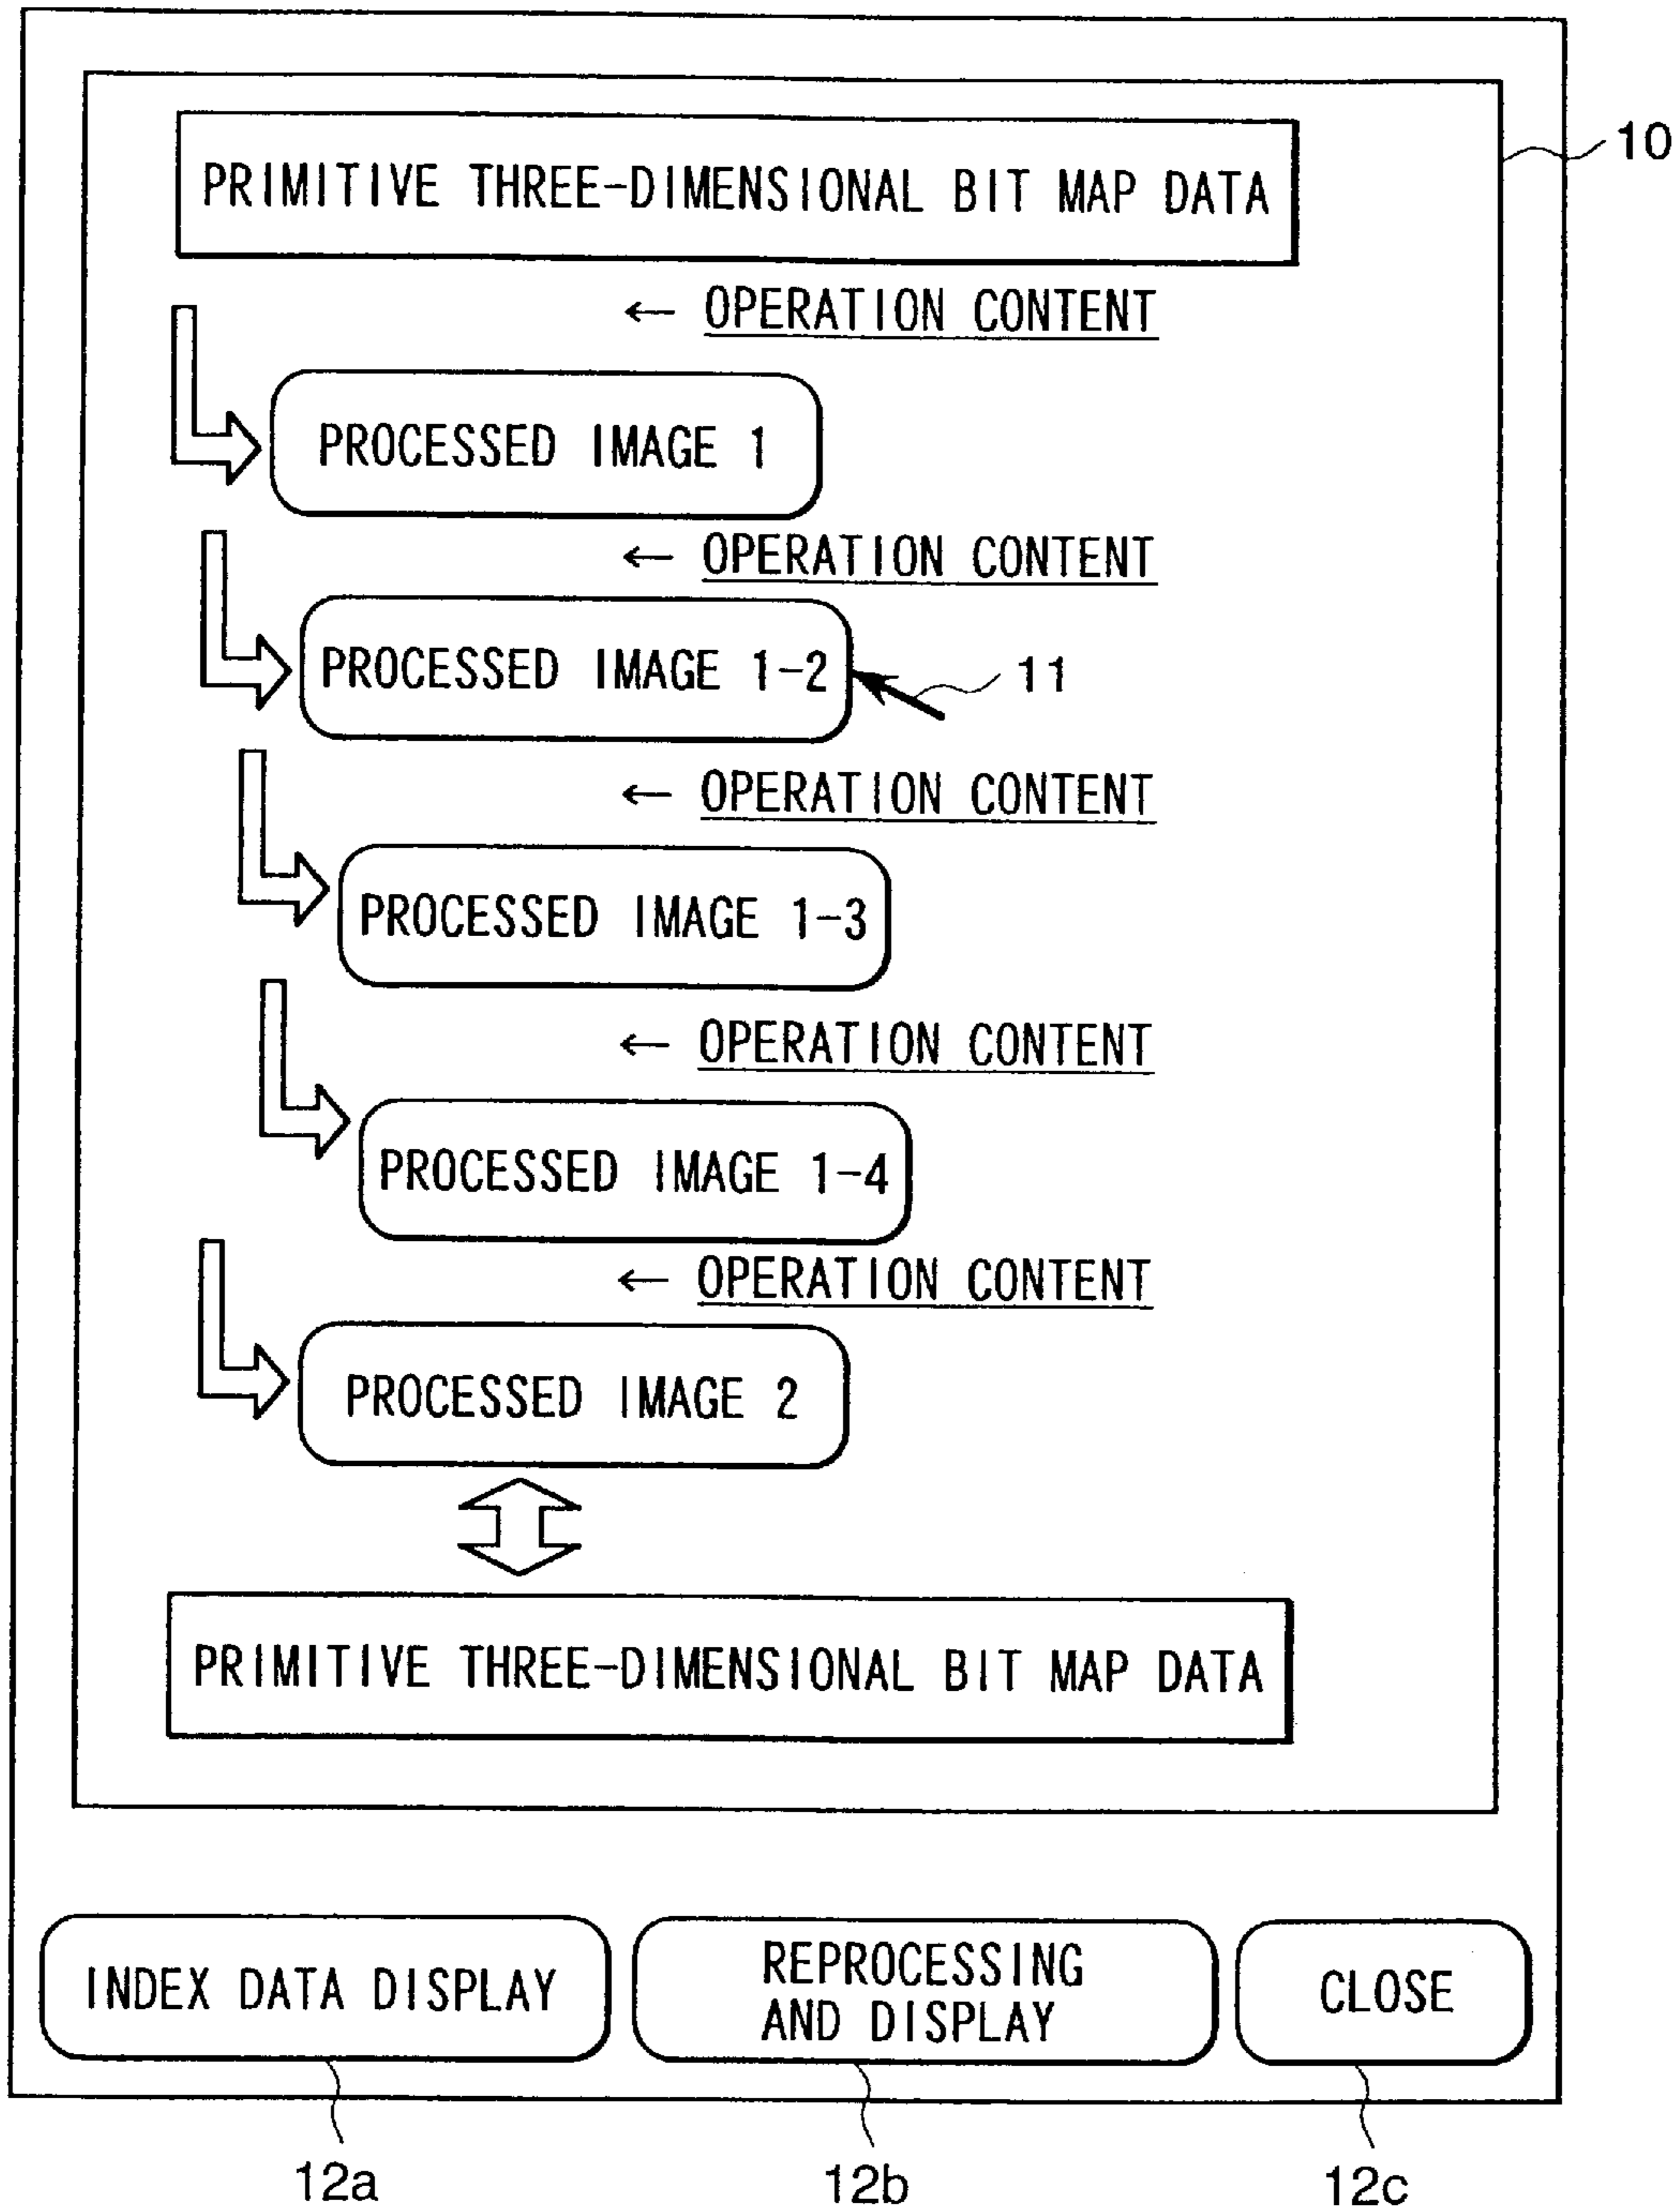 PRIMITIVE THREE-DIMENSIONAL BIT MAP DATA
10
← OPERATION CONTENT
PROCESSED IMAGE 1
← OPERATION CONTENT
PROCESSED IMAGE 1-2
11
← OPERATION CONTENT
PROCESSED IMAGE 1-3
← OPERATION CONTENT
PROCESSED IMAGE 1-4
← OPERATION CONTENT
PROCESSED IMAGE 2
PRIMITIVE THREE-DIMENSIONAL BIT MAP DATA
INDEX DATA DISPLAY
REPROCESSING
AND DISPLAY
CLOSE
12a
12b
12c